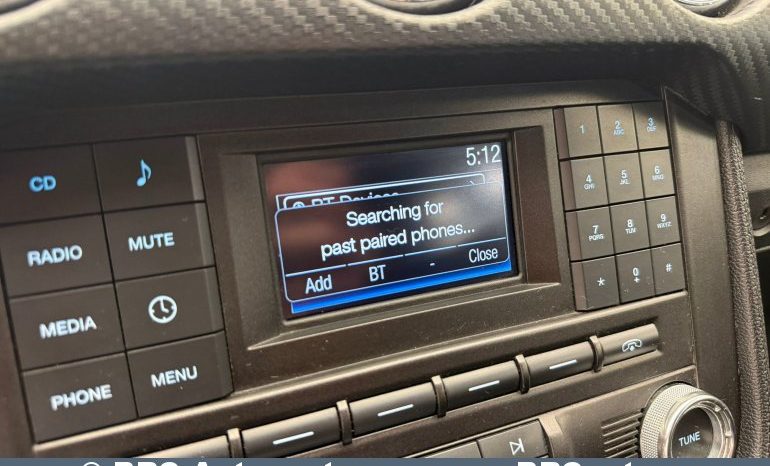 5:12
BT Devices
Searching for
past paired phones...
Add BT - Close
CD
RADIO MUTE
MEDIA
PHONE MENU
1 2 ABC 3 DEF
4 GHI 5 JKL 6 MNO
7 PQRS 8 TUV 9 WXYZ
* 0 + #
TUNE